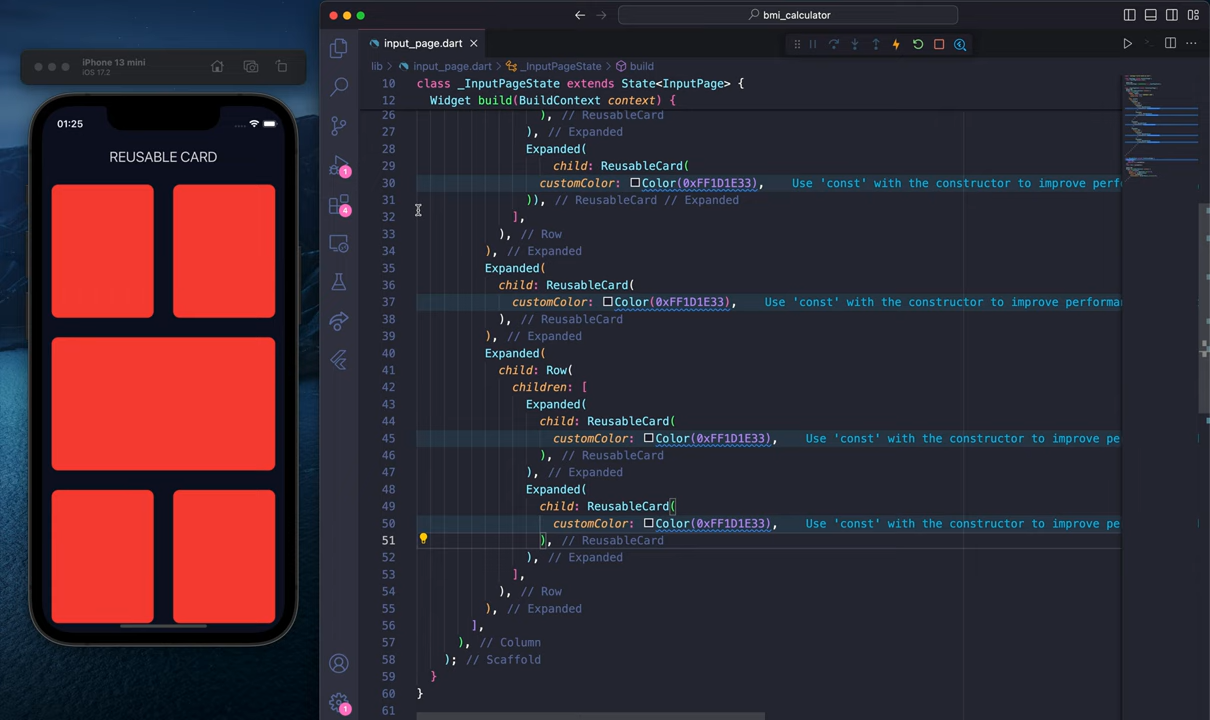 iPhone 13 mini
iOS 17.2
01:25
REUSABLE CARD
bmi_calculator
input_page.dart
lib > input_page.dart > _InputPageState > build
10 class _InputPageState extends State<InputPage> {
12 Widget build(BuildContext context) {
26 ), // ReusableCard
27 ), // Expanded
28 Expanded(
29 child: ReusableCard(
30 customColor: Color(0xFF1D1E33), Use 'const' with the constructor to improve perf
31 )), // ReusableCard // Expanded
32 ],
33 ), // Row
34 ), // Expanded
35 Expanded(
36 child: ReusableCard(
37 customColor: Color(0xFF1D1E33), Use 'const' with the constructor to improve performa
38 ), // ReusableCard
39 ), // Expanded
40 Expanded(
41 child: Row(
42 children: [
43 Expanded(
44 child: ReusableCard(
45 customColor: Color(0xFF1D1E33), Use 'const' with the constructor to improve pe
46 ), // ReusableCard
47 ), // Expanded
48 Expanded(
49 child: ReusableCard(
50 customColor: Color(0xFF1D1E33), Use 'const' with the constructor to improve pe
51 ), // ReusableCard
52 ), // Expanded
53 ],
54 ), // Row
55 ), // Expanded
56 ],
57 ), // Column
58 ); // Scaffold
59 }
60 }
61
1
4
1